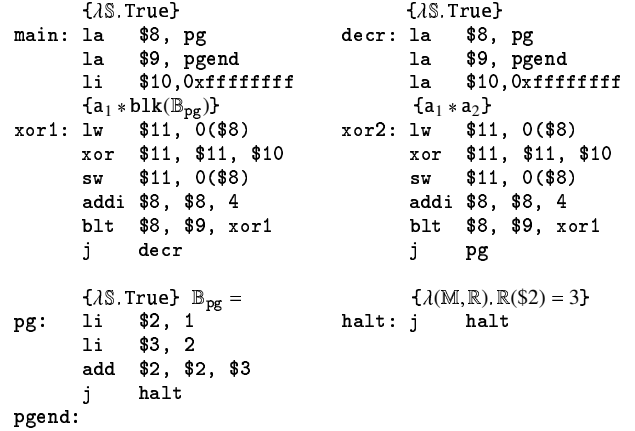 {λ𝕊.True}
main: la $8, pg
la $9, pgend
li $10,0xffffffff
{a₁ ∗ blk(𝔹pg)}
xor1: lw $11, 0($8)
xor $11, $11, $10
sw $11, 0($8)
addi $8, $8, 4
blt $8, $9, xor1
j decr
{λ𝕊.True}
decr: la $8, pg
la $9, pgend
la $10,0xffffffff
{a₁ ∗ a₂}
xor2: lw $11, 0($8)
xor $11, $11, $10
sw $11, 0($8)
addi $8, $8, 4
blt $8, $9, xor1
j pg
{λ𝕊.True} 𝔹pg =
pg: li $2, 1
li $3, 2
add $2, $2, $3
j halt
pgend:
{λ(𝕄,ℝ).ℝ($2) = 3}
halt: j halt